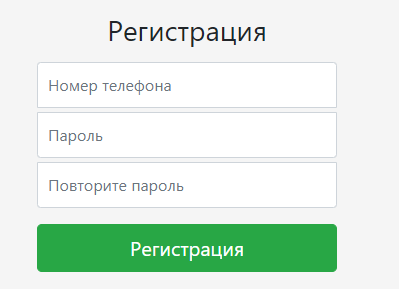 Регистрация
Номер телефона
Пароль
Повторите пароль
Регистрация